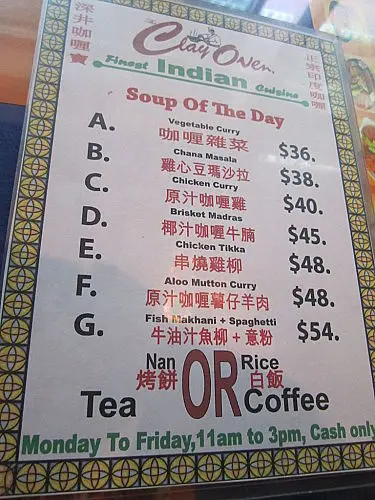 深井咖喱寶
The
Clay Oven.
正宗印度咖喱
Finest Indian Cuisine
Soup Of The Day
A. Vegetable Curry
咖喱雜菜 $36.
B. Chana Masala
雞心豆瑪沙拉 $38.
C. Chicken Curry
原汁咖喱雞 $40.
D. Brisket Madras
椰汁咖喱牛腩 $45.
E. Chicken Tikka
串燒雞柳 $48.
F. Aloo Mutton Curry
原汁咖喱薯仔羊肉 $48.
G. Fish Makhani + Spaghetti
牛油汁魚柳 + 意粉 $54.
Nan OR Rice
烤餅 白飯
Tea Coffee
Monday To Friday,11am to 3pm, Cash only